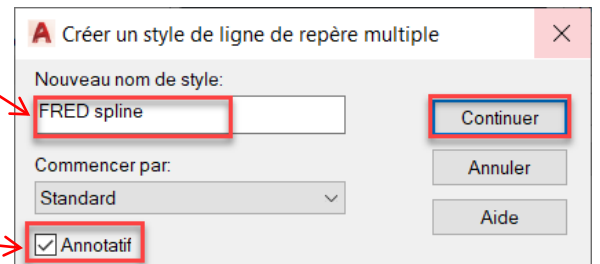 Créer un style de ligne de repère multiple
Nouveau nom de style:
FRED spline
Continuer
Commencer par:
Annuler
Standard
Aide
Annotatif